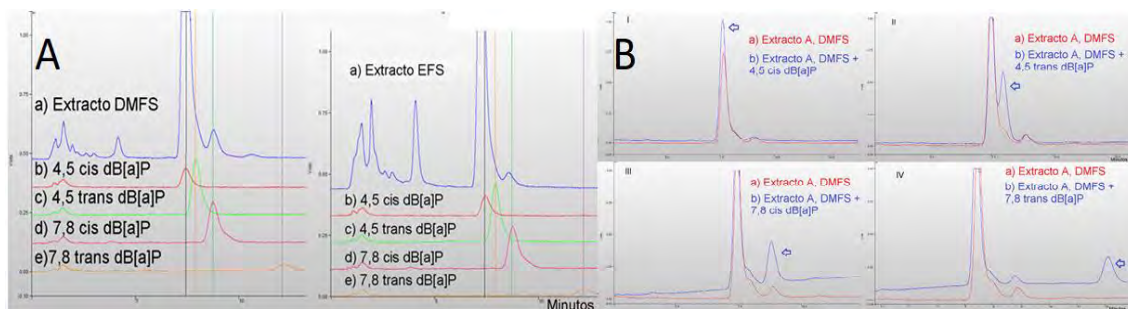 A
a) Extracto DMFS
b) 4,5 cis dB[a]P
c) 4,5 trans dB[a]P
d) 7,8 cis dB[a]P
e)7,8 trans dB[a]P
a) Extracto EFS
b) 4,5 cis dB[a]P
c) 4,5 trans dB[a]P
d) 7,8 cis dB[a]P
e) 7,8 trans dB[a]P
Minutos
B
I
a) Extracto A, DMFS
b) Extracto A, DMFS +
4,5 cis dB[a]P
II
a) Extracto A, DMFS
b) Extracto A, DMFS +
4,5 trans dB[a]P
III
a) Extracto A, DMFS
b) Extracto A, DMFS +
7,8 cis dB[a]P
IV
a) Extracto A, DMFS
b) Extracto A, DMFS +
7,8 trans dB[a]P
Minutos